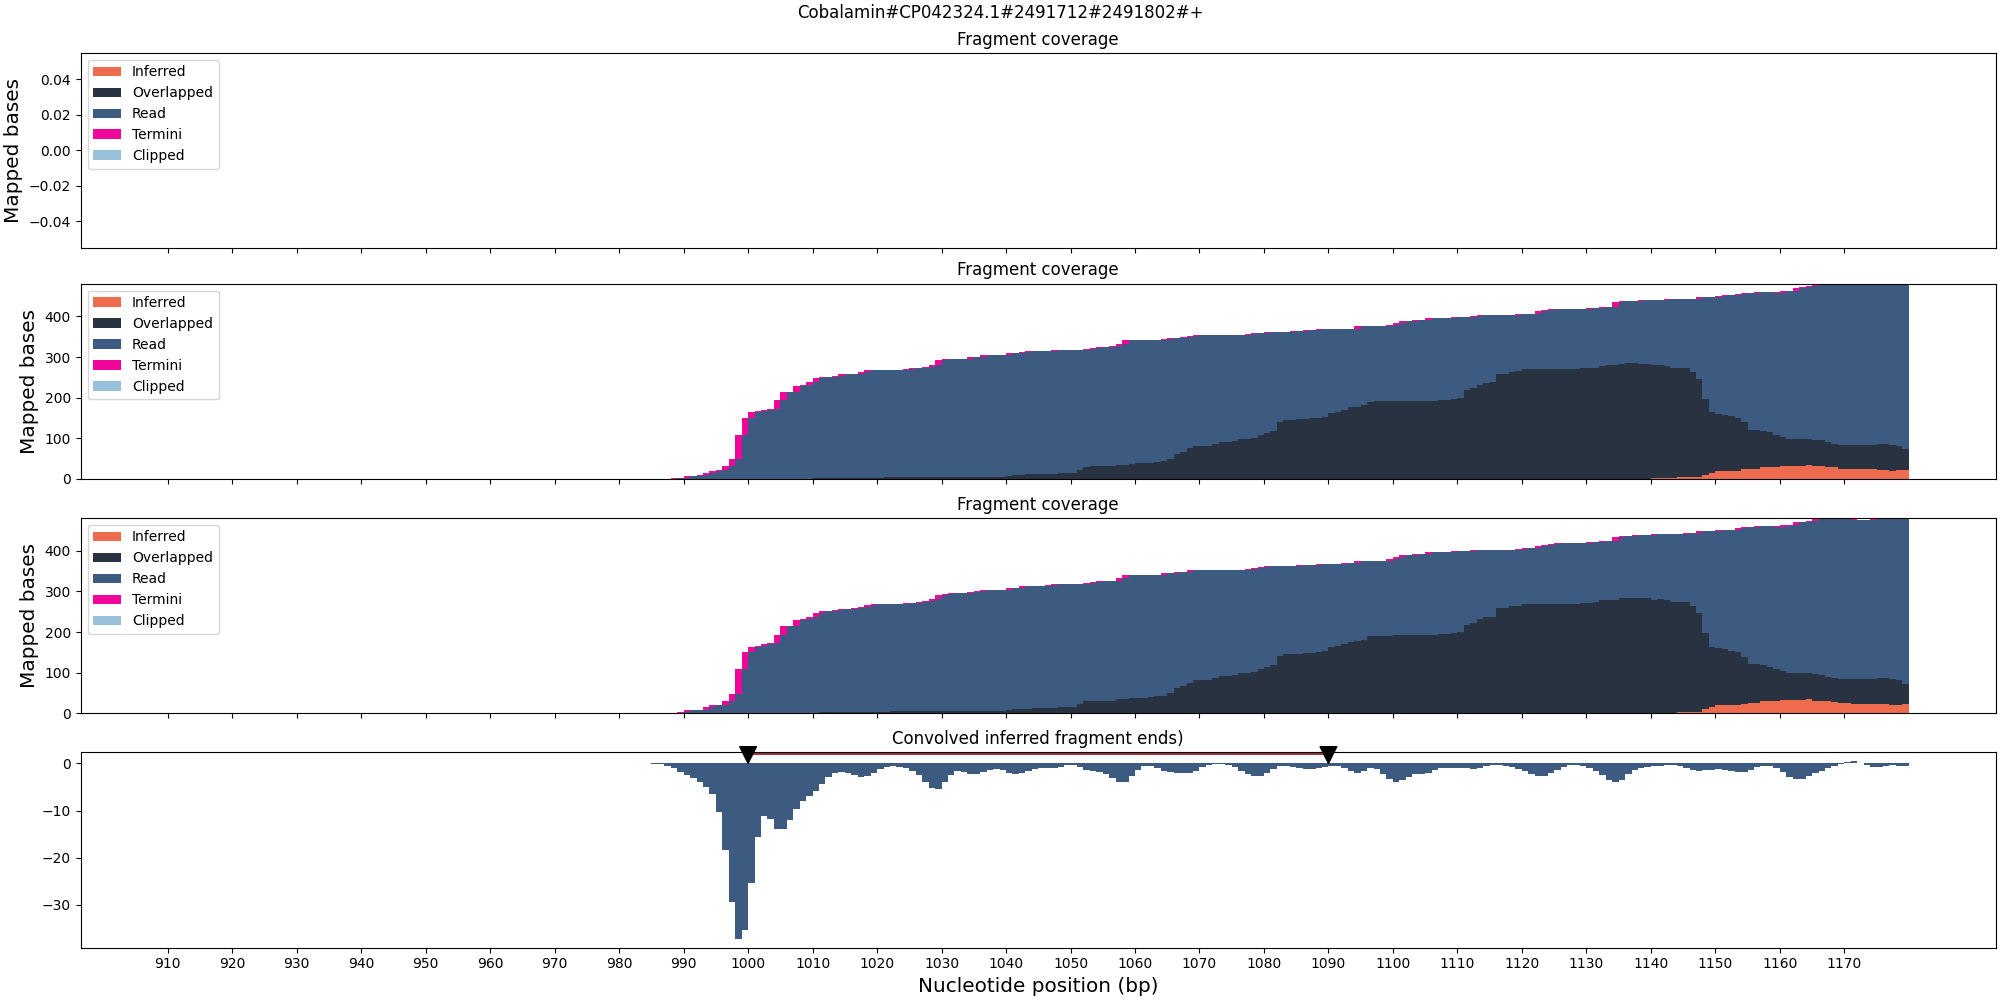 Cobalamin#CP042324.1#2491712#2491802#+
Fragment coverage
Mapped bases
0.04
0.02
0.00
−0.02
−0.04
Inferred
Overlapped
Read
Termini
Clipped
Fragment coverage
Mapped bases
400
300
200
100
0
Inferred
Overlapped
Read
Termini
Clipped
Fragment coverage
Mapped bases
400
300
200
100
0
Inferred
Overlapped
Read
Termini
Clipped
Convolved inferred fragment ends)
0
−10
−20
−30
910 920 930 940 950 960 970 980 990 1000 1010 1020 1030 1040 1050 1060 1070 1080 1090 1100 1110 1120 1130 1140 1150 1160 1170
Nucleotide position (bp)